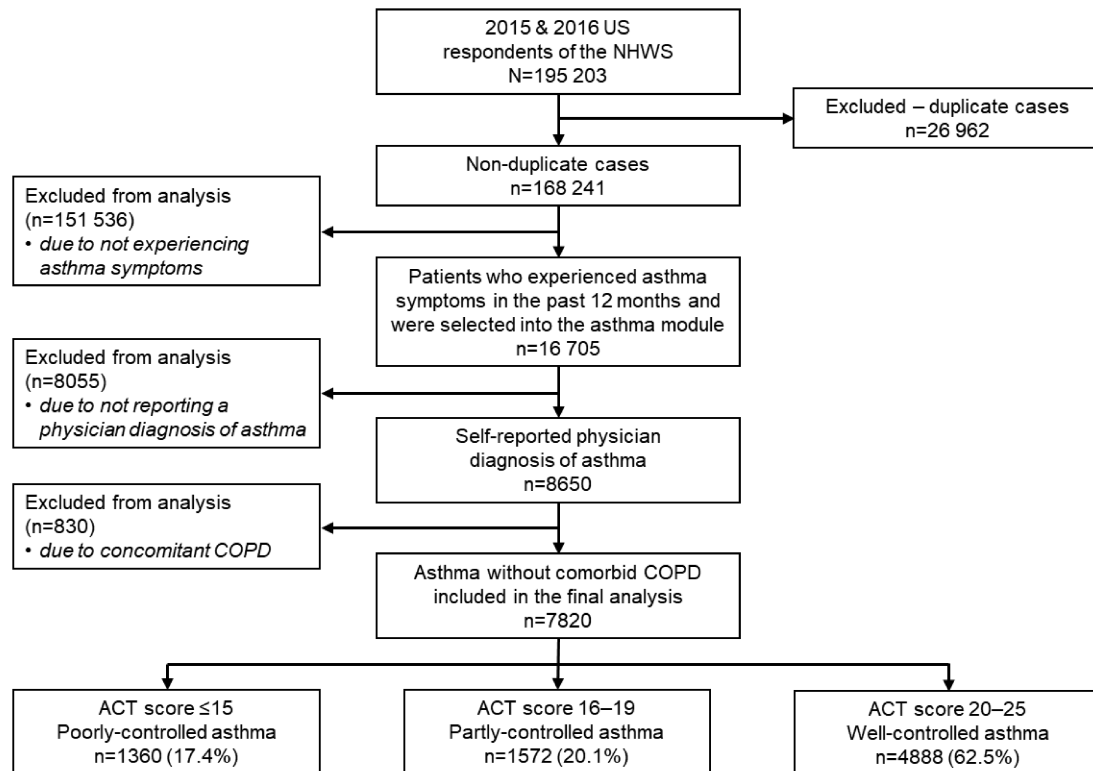 2015 & 2016 US
respondents of the NHWS
N=195 203
Excluded – duplicate cases
n=26 962
Non-duplicate cases
n=168 241
Excluded from analysis
(n=151 536)
• due to not experiencing
asthma symptoms
Patients who experienced asthma
symptoms in the past 12 months and
were selected into the asthma module
n=16 705
Excluded from analysis
(n=8055)
• due to not reporting a
physician diagnosis of asthma
Self-reported physician
diagnosis of asthma
n=8650
Excluded from analysis
(n=830)
• due to concomitant COPD
Asthma without comorbid COPD
included in the final analysis
n=7820
ACT score ≤15
Poorly-controlled asthma
n=1360 (17.4%)
ACT score 16–19
Partly-controlled asthma
n=1572 (20.1%)
ACT score 20–25
Well-controlled asthma
n=4888 (62.5%)